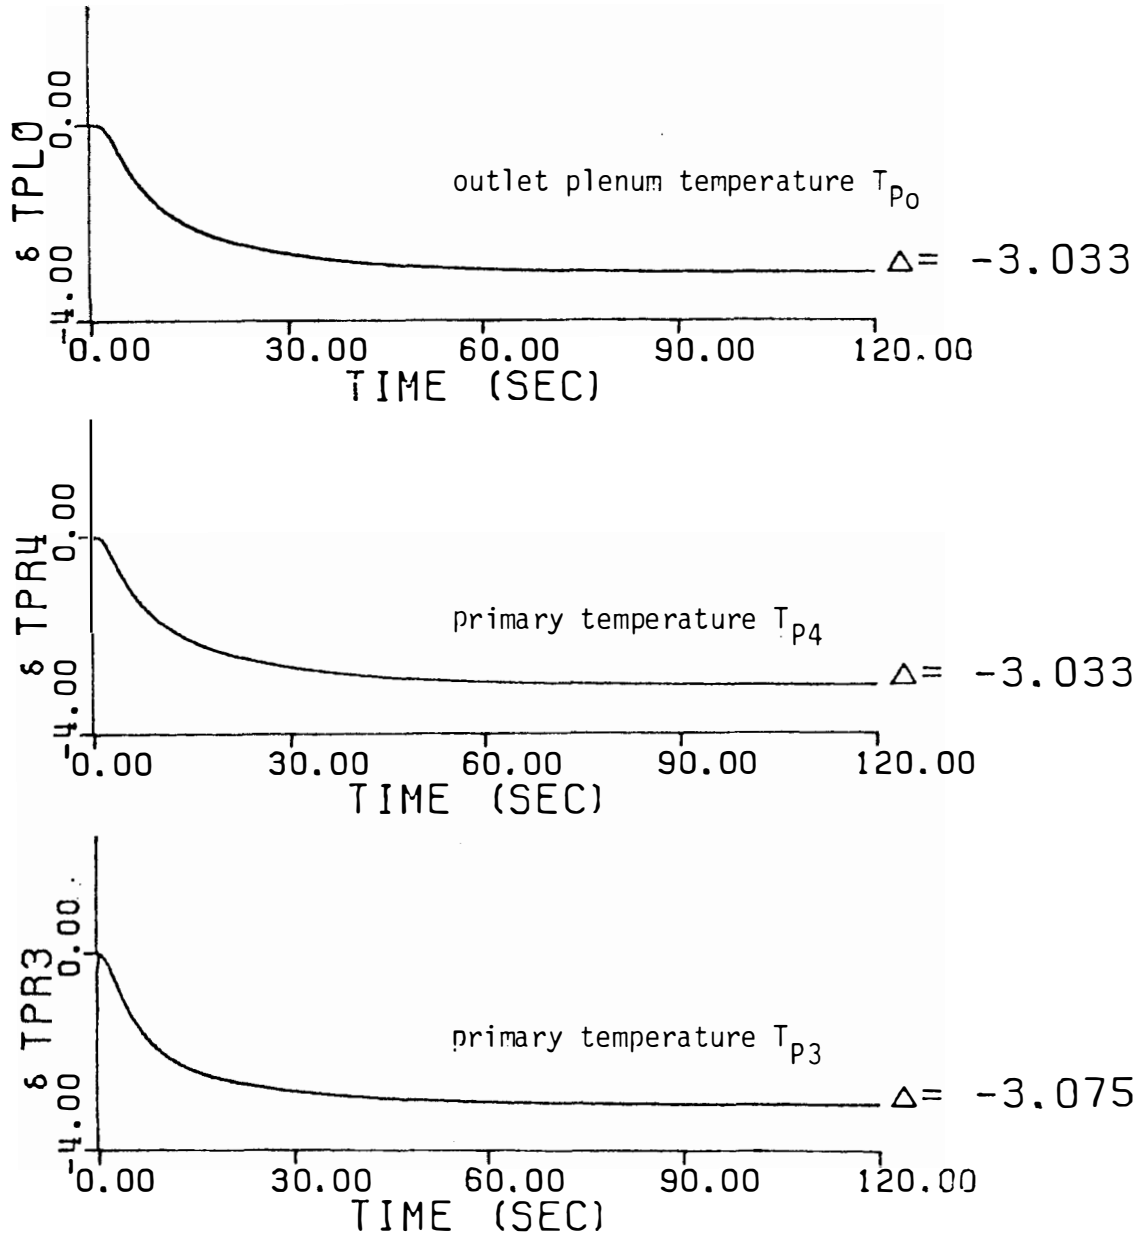 δ TPLO
0.00
-4.00
outlet plenum temperature T_Po
Δ= -3.033
0.00 30.00 60.00 90.00 120.00
TIME (SEC)
δ TPR4
0.00
-4.00
primary temperature T_P4
Δ= -3.033
0.00 30.00 60.00 90.00 120.00
TIME (SEC)
δ TPR3
0.00
-4.00
primary temperature T_P3
Δ= -3.075
0.00 30.00 60.00 90.00 120.00
TIME (SEC)